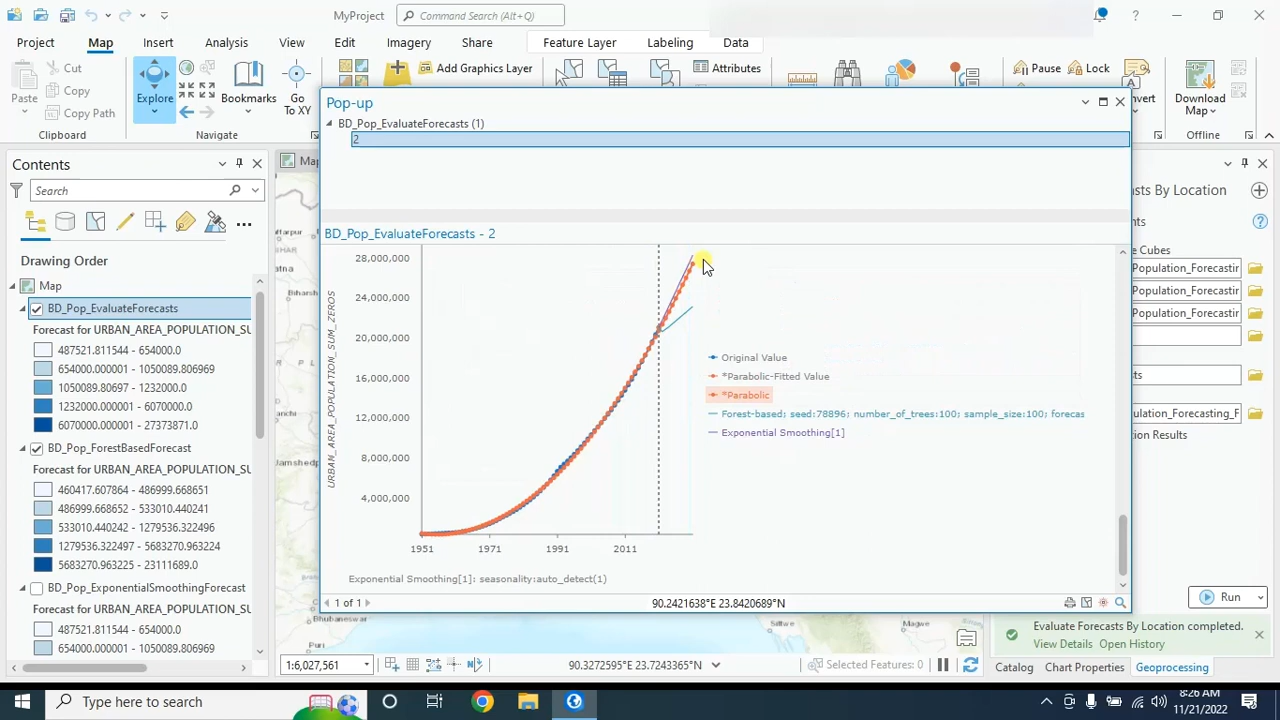 MyProject
Command Search (Alt+Q)
?
Project
Map
Insert
Analysis
View
Edit
Imagery
Share
Feature Layer
Labeling
Data
Paste
Cut
Copy
Copy Path
Clipboard
Explore
Bookmarks
Go
To XY
Navigate
Add Graphics Layer
Attributes
Pause
Lock
Download
Map
Offline
Contents
Search
Drawing Order
Map
BD_Pop_EvaluateForecasts
Forecast for URBAN_AREA_POPULATION_SU
487521.811544 - 654000.0
654000.000001 - 1050089.806969
1050089.80697 - 1232000.0
1232000.000001 - 6070000.0
6070000.000001 - 27373871.0
BD_Pop_ForestBasedForecast
Forecast for URBAN_AREA_POPULATION_SU
460417.607864 - 486999.668651
486999.668652 - 533010.440241
533010.440242 - 1279536.322496
1279536.322497 - 5683270.963224
5683270.963225 - 23111689.0
BD_Pop_ExponentialSmoothingForecast
Forecast for URBAN_AREA_POPULATION_SU
487521.811544 - 654000.0
654000.000001 - 1050089.806969
Pop-up
BD_Pop_EvaluateForecasts (1)
2
BD_Pop_EvaluateForecasts - 2
URBAN_AREA_POPULATION_SUM_ZEROS
28,000,000
24,000,000
20,000,000
16,000,000
12,000,000
8,000,000
4,000,000
1951
1971
1991
2011
Original Value
*Parabolic-Fitted Value
*Parabolic
Forest-based; seed:78896; number_of_trees:100; sample_size:100; forecas
Exponential Smoothing[1]
Exponential Smoothing[1]: seasonality:auto_detect(1)
1 of 1
90.2421638°E 23.8420689°N
sts By Location
e Cubes
Population_Forecastir
Population_Forecastir
Population_Forecastir
sts
pulation_Forecasting_F
tion Results
Run
Evaluate Forecasts By Location completed.
View Details Open History
Puri
Sittwe
Magwe
1:6,027,561
90.3272595°E 23.7243365°N
Selected Features: 0
Catalog
Chart Properties
Geoprocessing
Type here to search
8:26 AM
11/21/2022